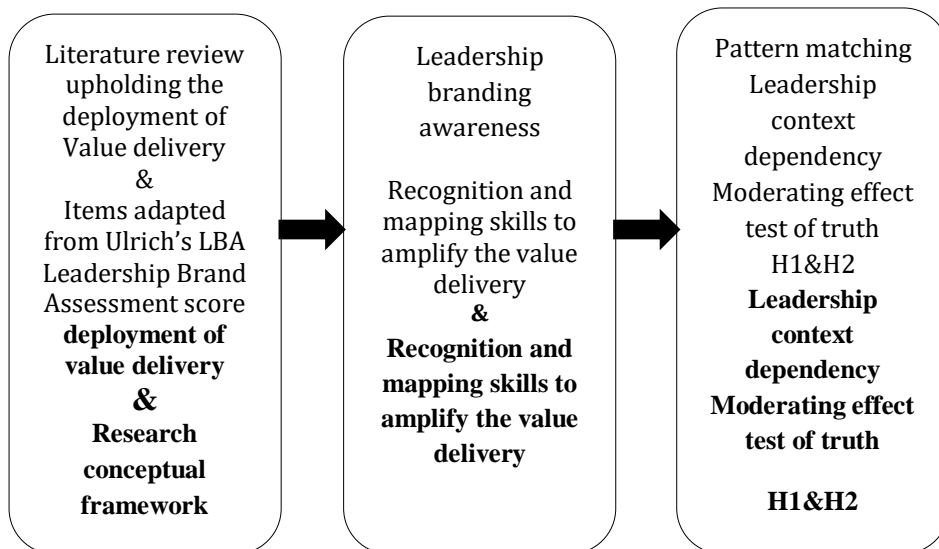 Literature review
upholding the
deployment of
Value delivery
&
Items adapted
from Ulrich's LBA
Leadership Brand
Assessment score
deployment of
value delivery
&
Research
conceptual
framework
Leadership
branding
awareness
Recognition and
mapping skills to
amplify the value
delivery
&
Recognition and
mapping skills to
amplify the value
delivery
Pattern matching
Leadership
context
dependency
Moderating effect
test of truth
H1&H2
Leadership
context
dependency
Moderating effect
test of truth
H1&H2